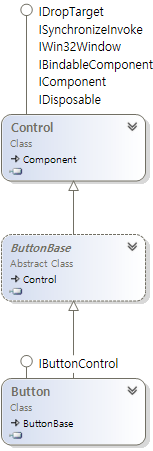 IDropTarget
ISynchronizeInvoke
IWin32Window
IBindableComponent
IComponent
IDisposable
Control
Class
Component
ButtonBase
Abstract Class
Control
IButtonControl
Button
Class
ButtonBase